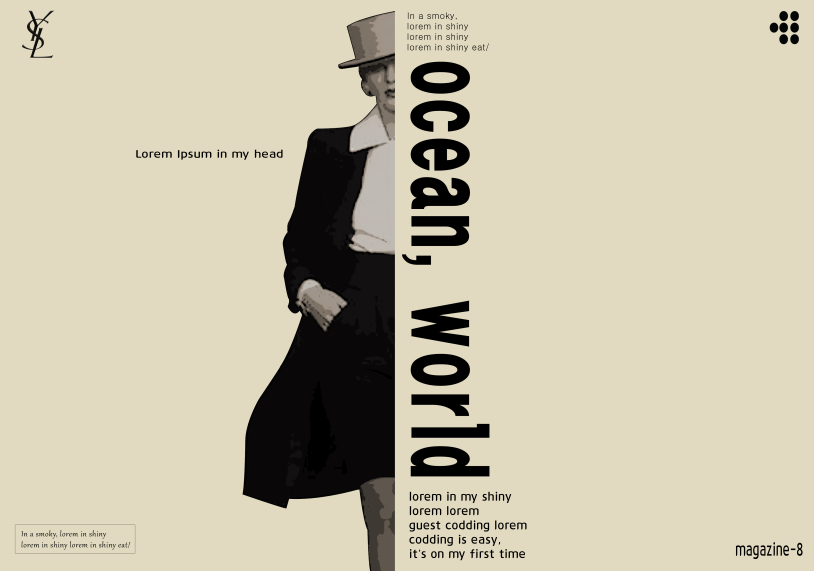 YSL
In a smoky,
lorem in shiny
lorem in shiny
lorem in shiny eat/
ocean, world
Lorem Ipsum in my head
lorem in my shiny
lorem lorem
guest codding lorem
codding is easy,
it's on my first time
In a smoky, lorem in shiny
lorem in shiny lorem in shiny eat/
magazine-8